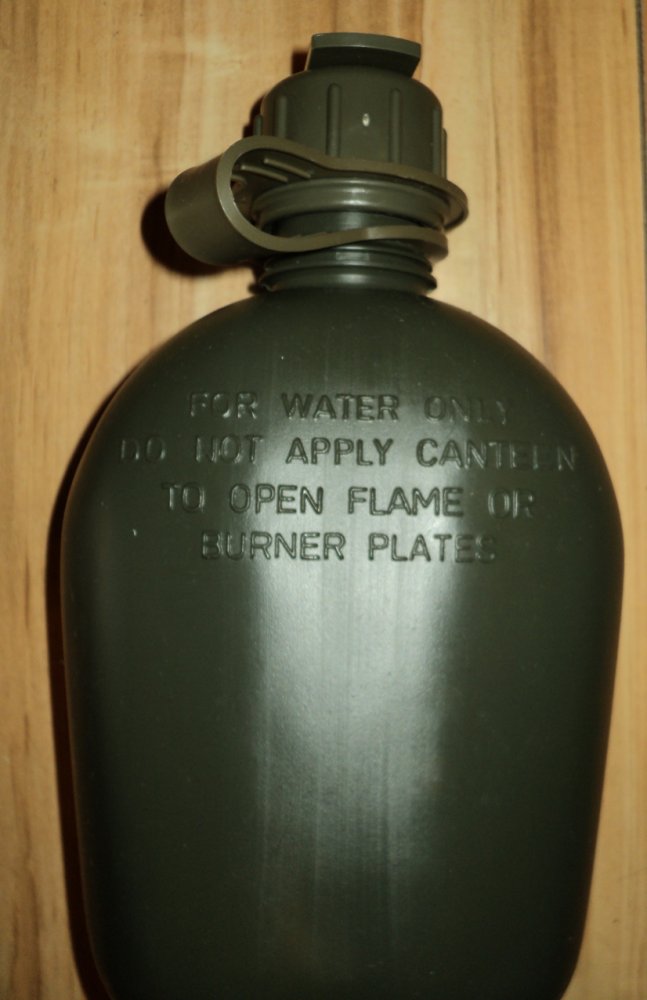 FOR WATER ONLY
DO NOT APPLY CANTEEN
TO OPEN FLAME OR
BURNER PLATES